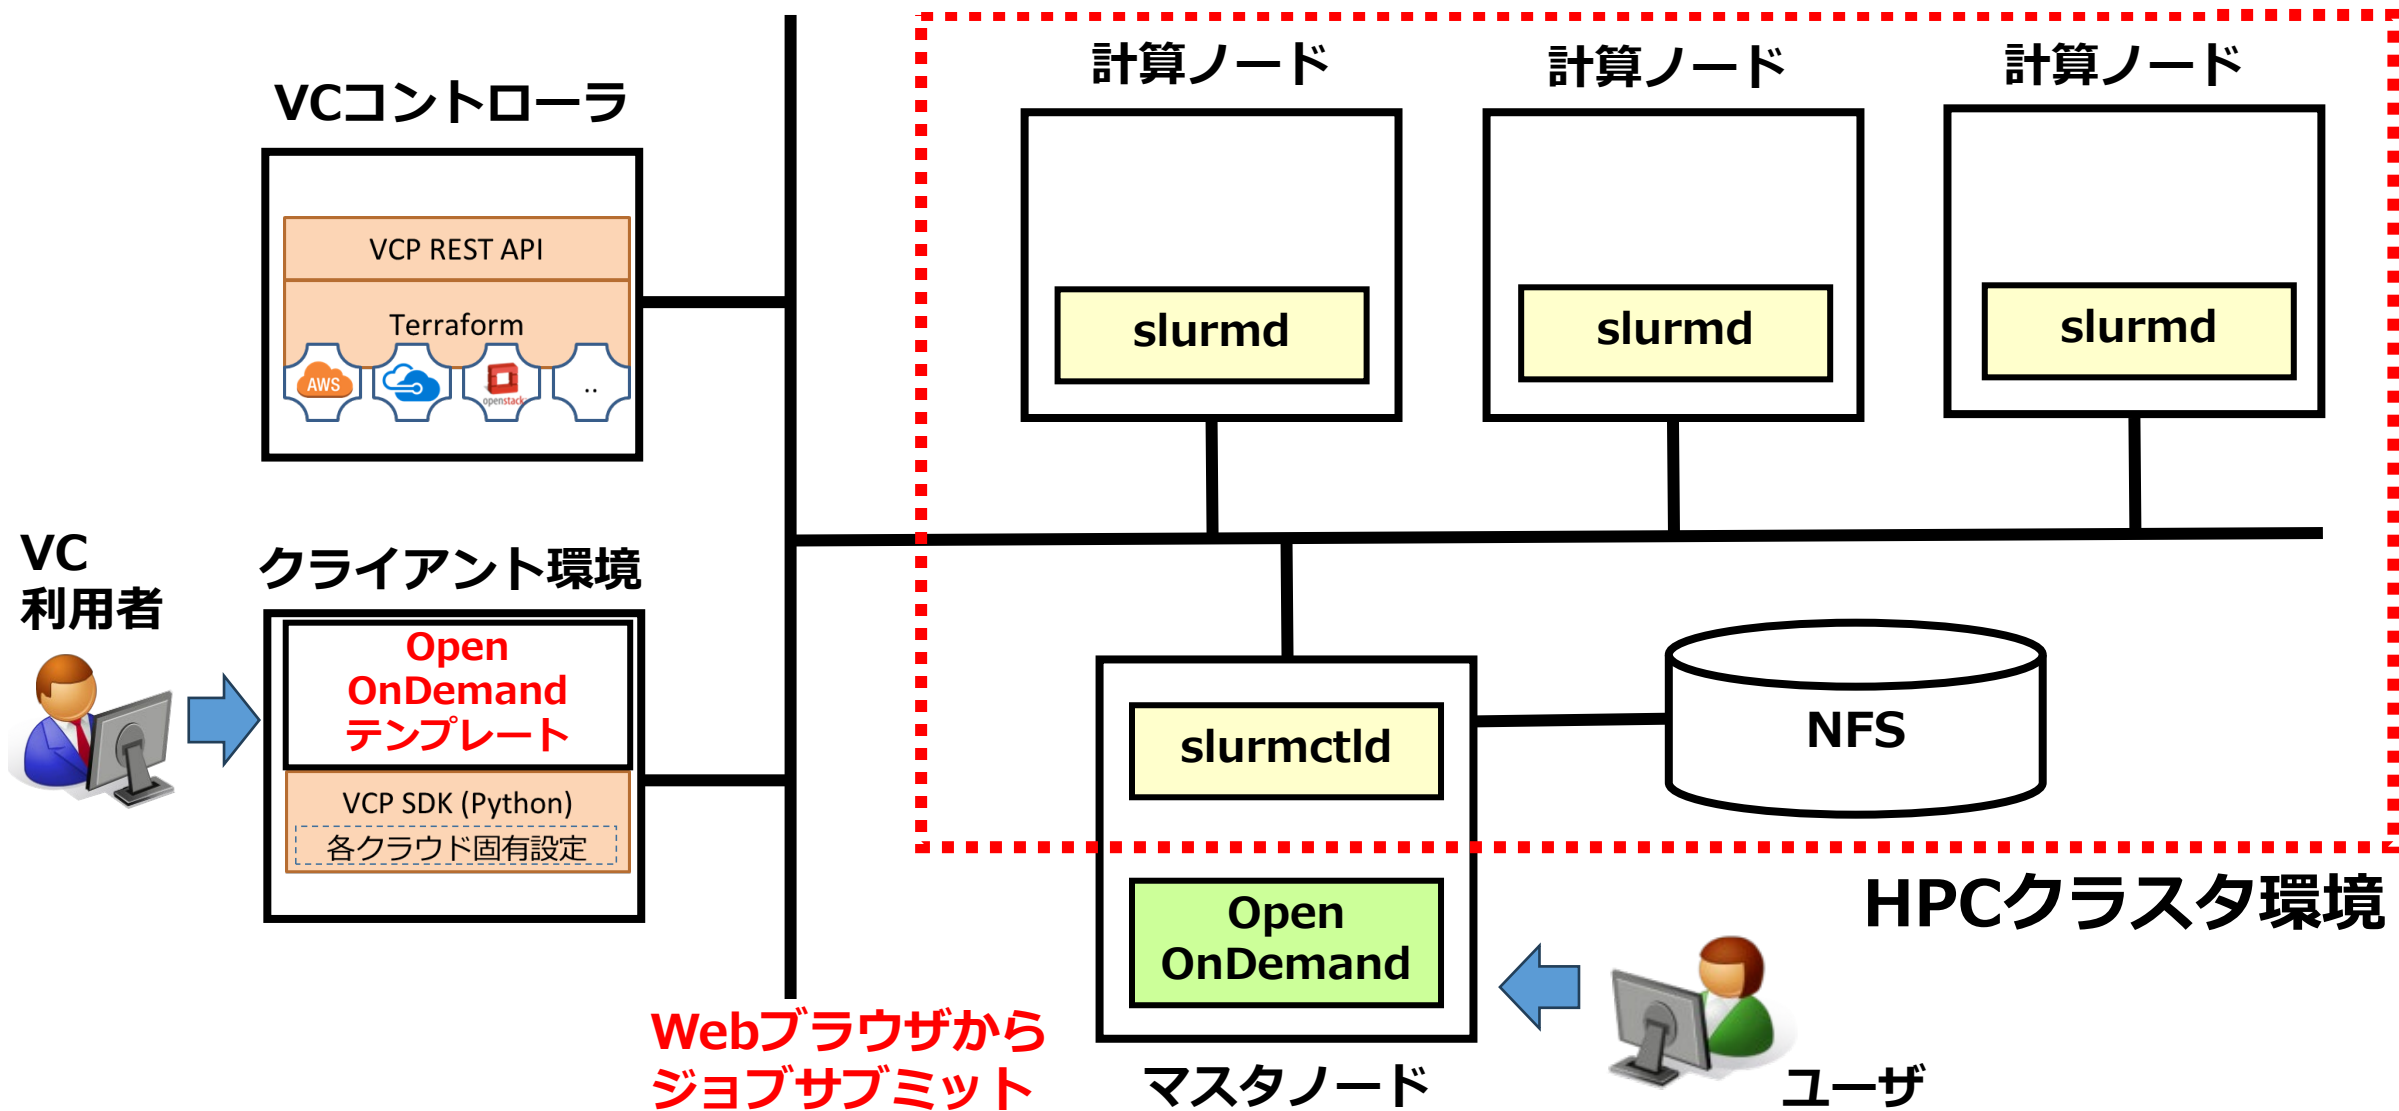 VCコントローラ
VCP REST API
Terraform
AWS
openstack
..
VC
利用者
クライアント環境
Open
OnDemand
テンプレート
VCP SDK (Python)
各クラウド固有設定
計算ノード
計算ノード
計算ノード
slurmd
slurmd
slurmd
slurmctld
NFS
Open
OnDemand
HPCクラスタ環境
Webブラウザから
ジョブサブミット
マスタノード
ユーザ